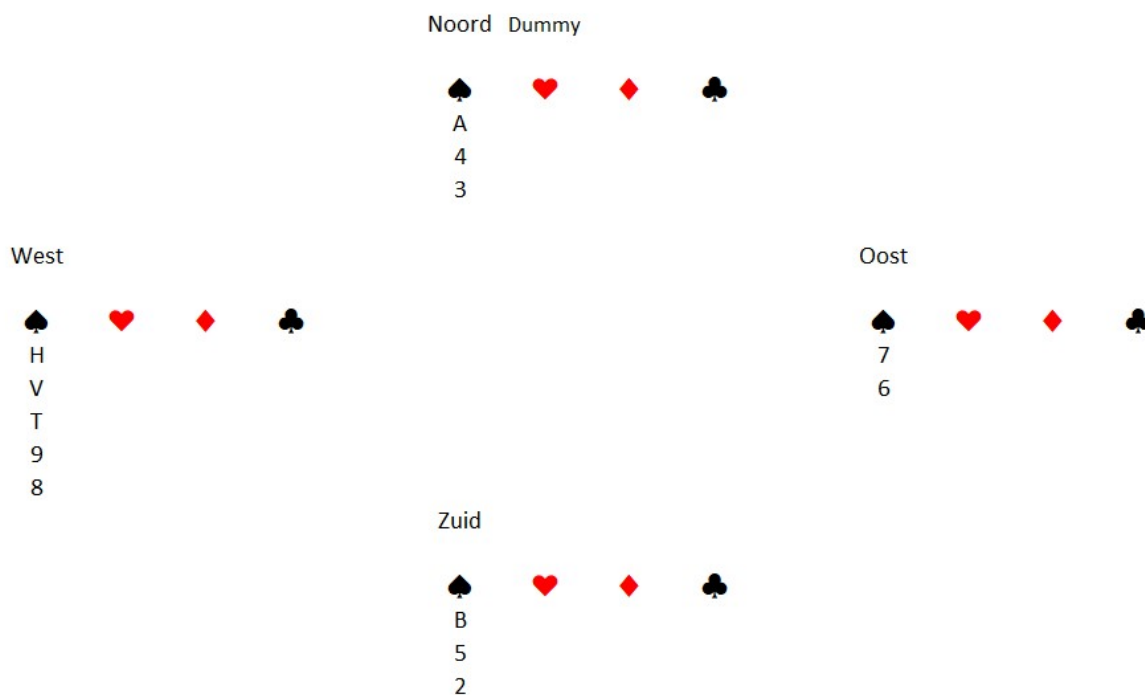 Noord Dummy
♠ ♥ ♦ ♣
A
4
3
West
♠ ♥ ♦ ♣
H
V
T
9
8
Oost
♠ ♥ ♦ ♣
7
6
Zuid
♠ ♥ ♦ ♣
B
5
2